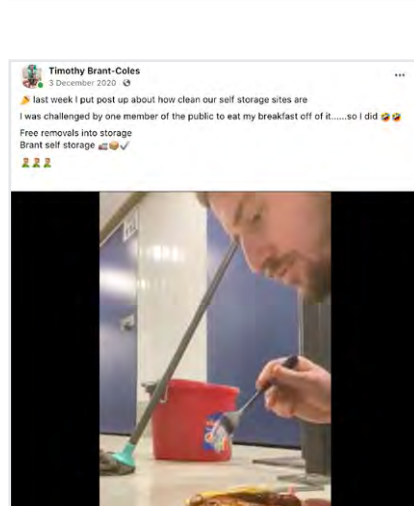 Timothy Brant-Coles
3 December 2020
last week I put post up about how clean our self storage sites are
I was challenged by one member of the public to eat my breakfast off of it......so I did 🤣 🤣
Free removals into storage
Brant self storage 🚛📦✔